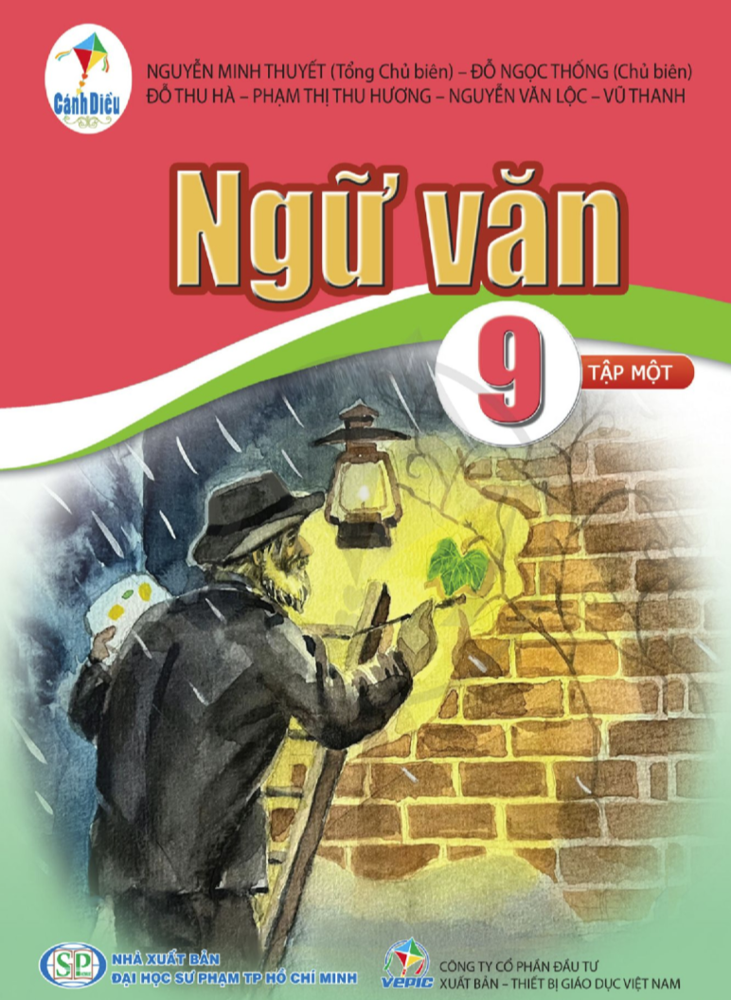 Cánh Diều
NGUYỄN MINH THUYẾT (Tổng Chủ biên) – ĐỖ NGỌC THỐNG (Chủ biên)
ĐỖ THU HÀ – PHẠM THỊ THU HƯƠNG – NGUYỄN VĂN LỘC – VŨ THANH
Ngữ văn
9
TẬP MỘT
SP
NHÀ XUẤT BẢN
ĐẠI HỌC SƯ PHẠM TP HỒ CHÍ MINH
VEPIC
CÔNG TY CỔ PHẦN ĐẦU TƯ
XUẤT BẢN – THIẾT BỊ GIÁO DỤC VIỆT NAM